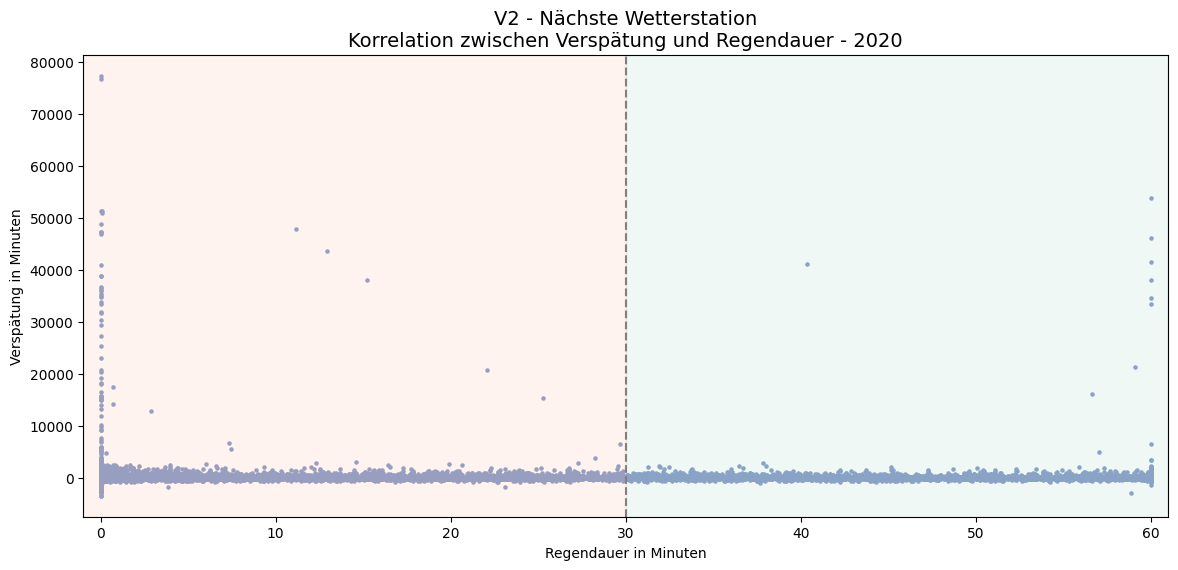 V2 - Nächste Wetterstation
Korrelation zwischen Verspätung und Regendauer - 2020
80000
70000
60000
50000
40000
30000
20000
10000
0
Verspätung in Minuten
0 10 20 30 40 50 60
Regendauer in Minuten